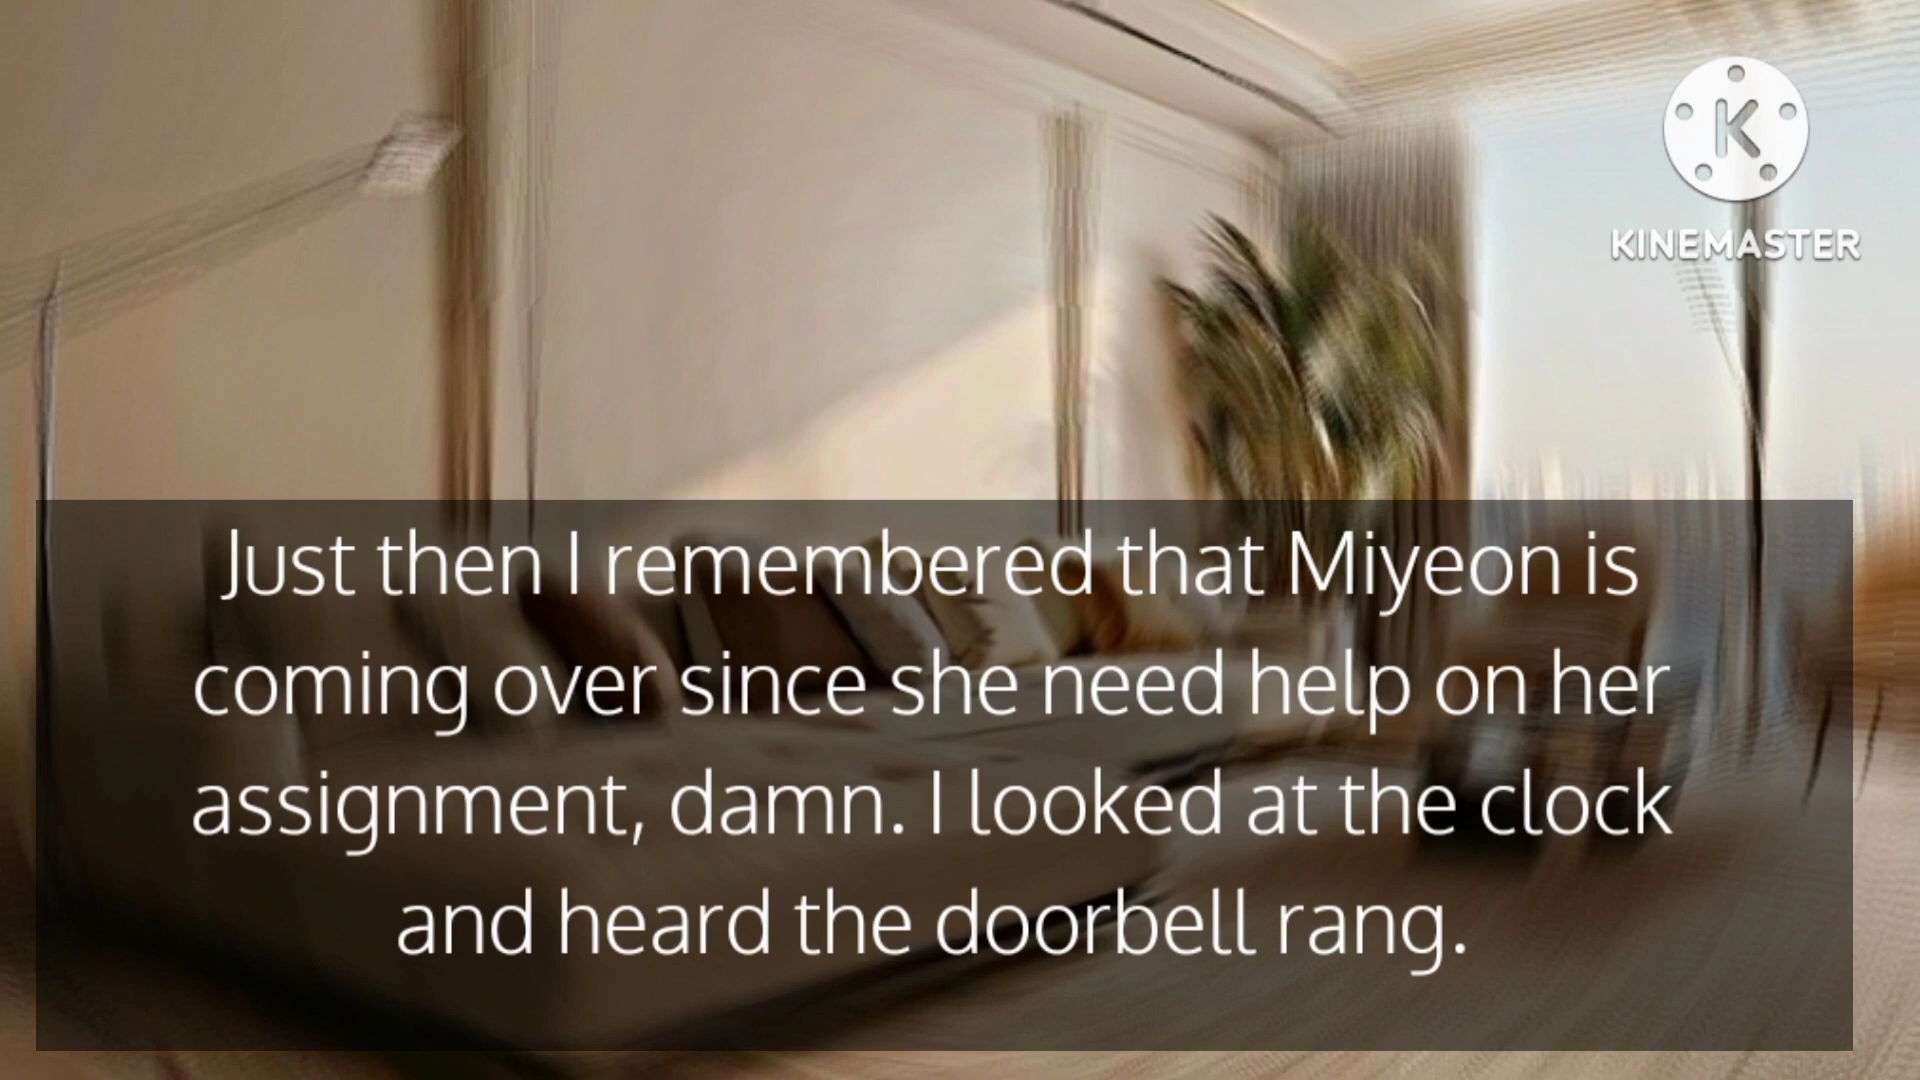 K
KINEMASTER
Just then I remembered that Miyeon is
coming over since she need help on her
assignment, damn. I looked at the clock
and heard the doorbell rang.